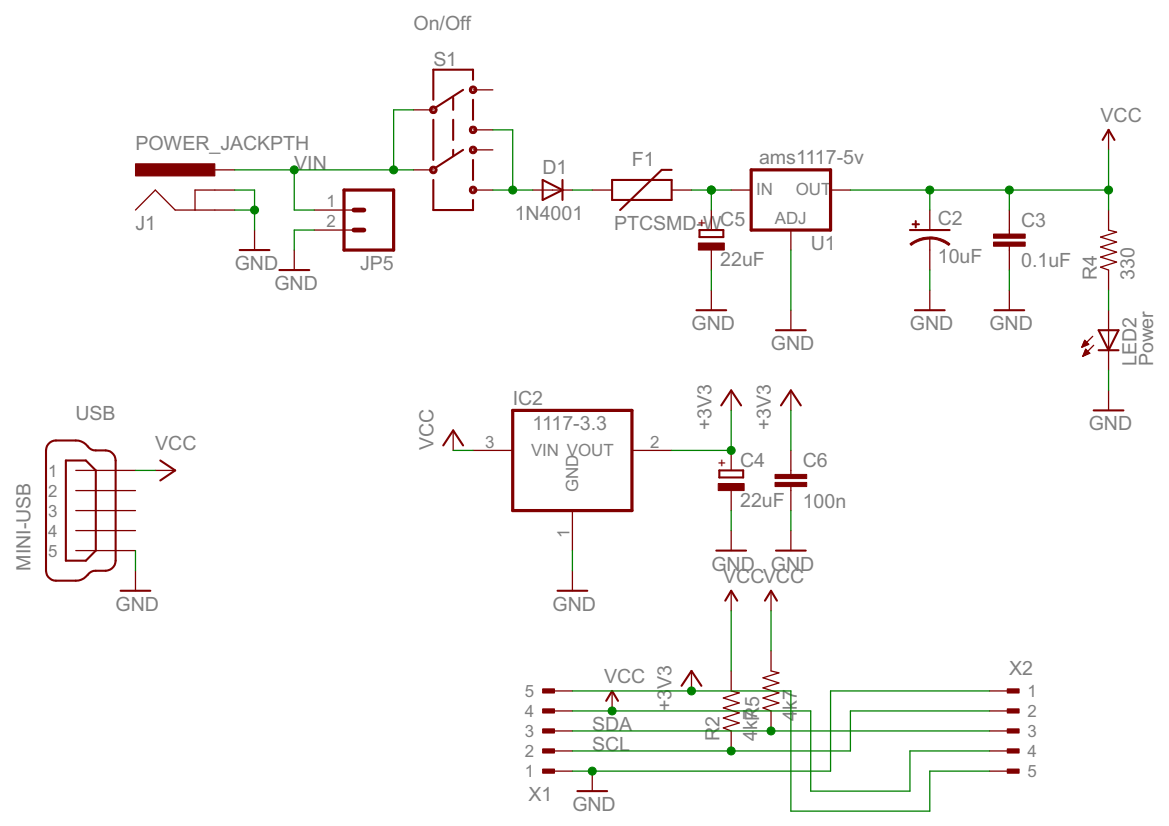 On/Off
S1
POWER_JACKPTH
VIN
J1
GND
1
2
JP5
GND
D1
1N4001
F1
PTCSMD-W
C5
22uF
GND
ams1117-5v
IN
OUT
ADJ
U1
GND
C2
10uF
GND
C3
0.1uF
GND
VCC
R4
330
LED2
Power
GND
USB
MINI-USB
1
2
3
4
5
VCC
GND
VCC
IC2
1117-3.3
3
VIN
VOUT
GND
2
1
GND
+3V3
C4
22uF
GND
+3V3
C6
100n
GND
VCC
VCC
VCC
+3V3
R2
4k7
R5
4k7
5
4
3
2
1
SDA
SCL
X1
GND
X2
1
2
3
4
5